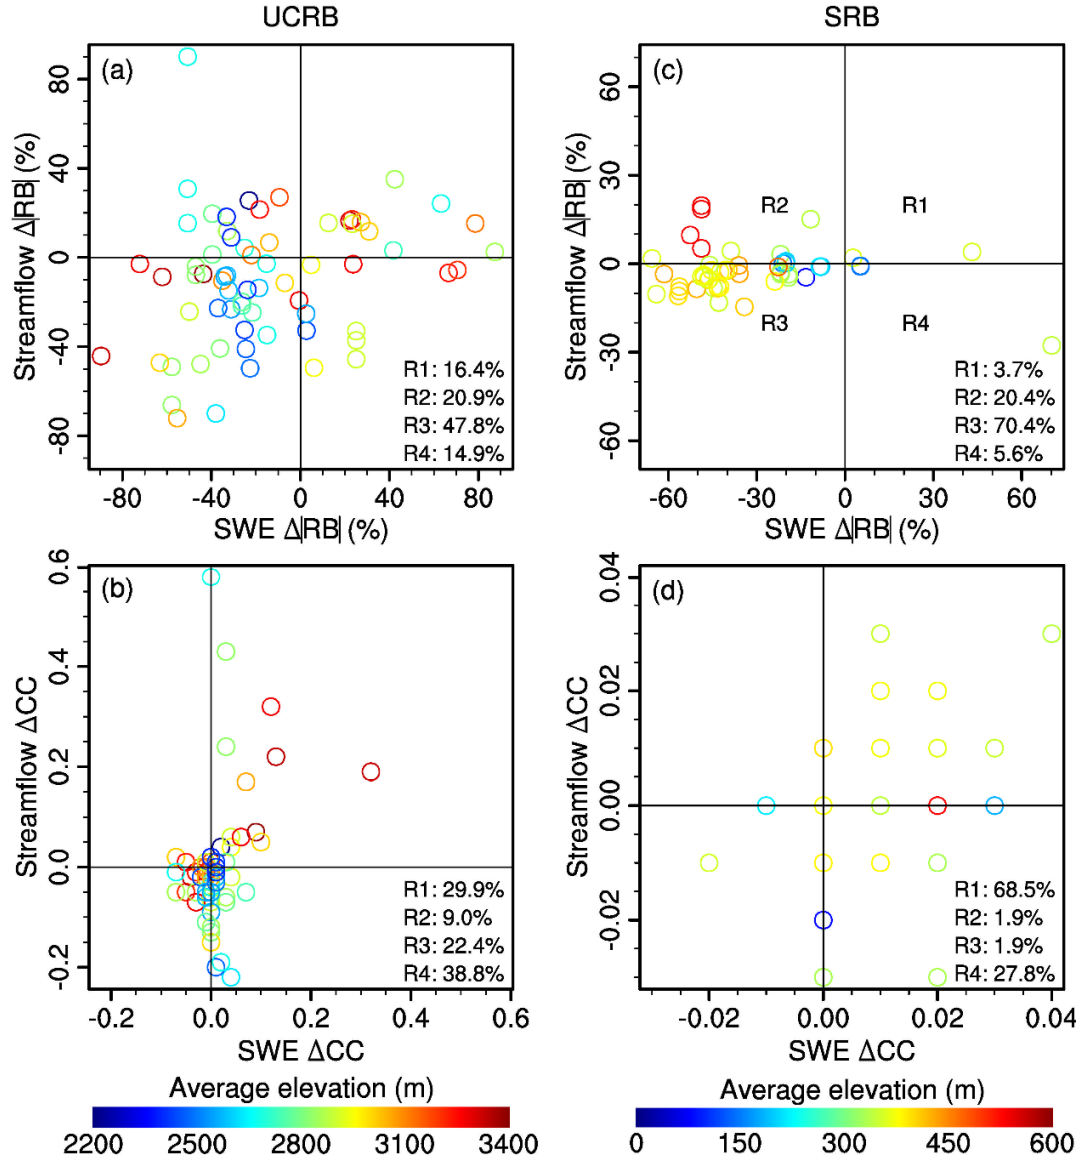 UCRB
SRB
(a)
80
40
0
-40
-80
Streamflow Δ|RB| (%)
R1: 16.4%
R2: 20.9%
R3: 47.8%
R4: 14.9%
-80 -40 0 40 80
SWE Δ|RB| (%)
(c)
60
30
0
-30
-60
Streamflow Δ|RB| (%)
R2 R1
R3 R4
R1: 3.7%
R2: 20.4%
R3: 70.4%
R4: 5.6%
-60 -30 0 30 60
SWE Δ|RB| (%)
(b)
0.6
0.4
0.2
0.0
-0.2
Streamflow ΔCC
R1: 29.9%
R2: 9.0%
R3: 22.4%
R4: 38.8%
-0.2 0.0 0.2 0.4 0.6
SWE ΔCC
(d)
0.04
0.02
0.00
-0.02
Streamflow ΔCC
R1: 68.5%
R2: 1.9%
R3: 1.9%
R4: 27.8%
-0.02 0.00 0.02 0.04
SWE ΔCC
Average elevation (m)
2200 2500 2800 3100 3400
Average elevation (m)
0 150 300 450 600